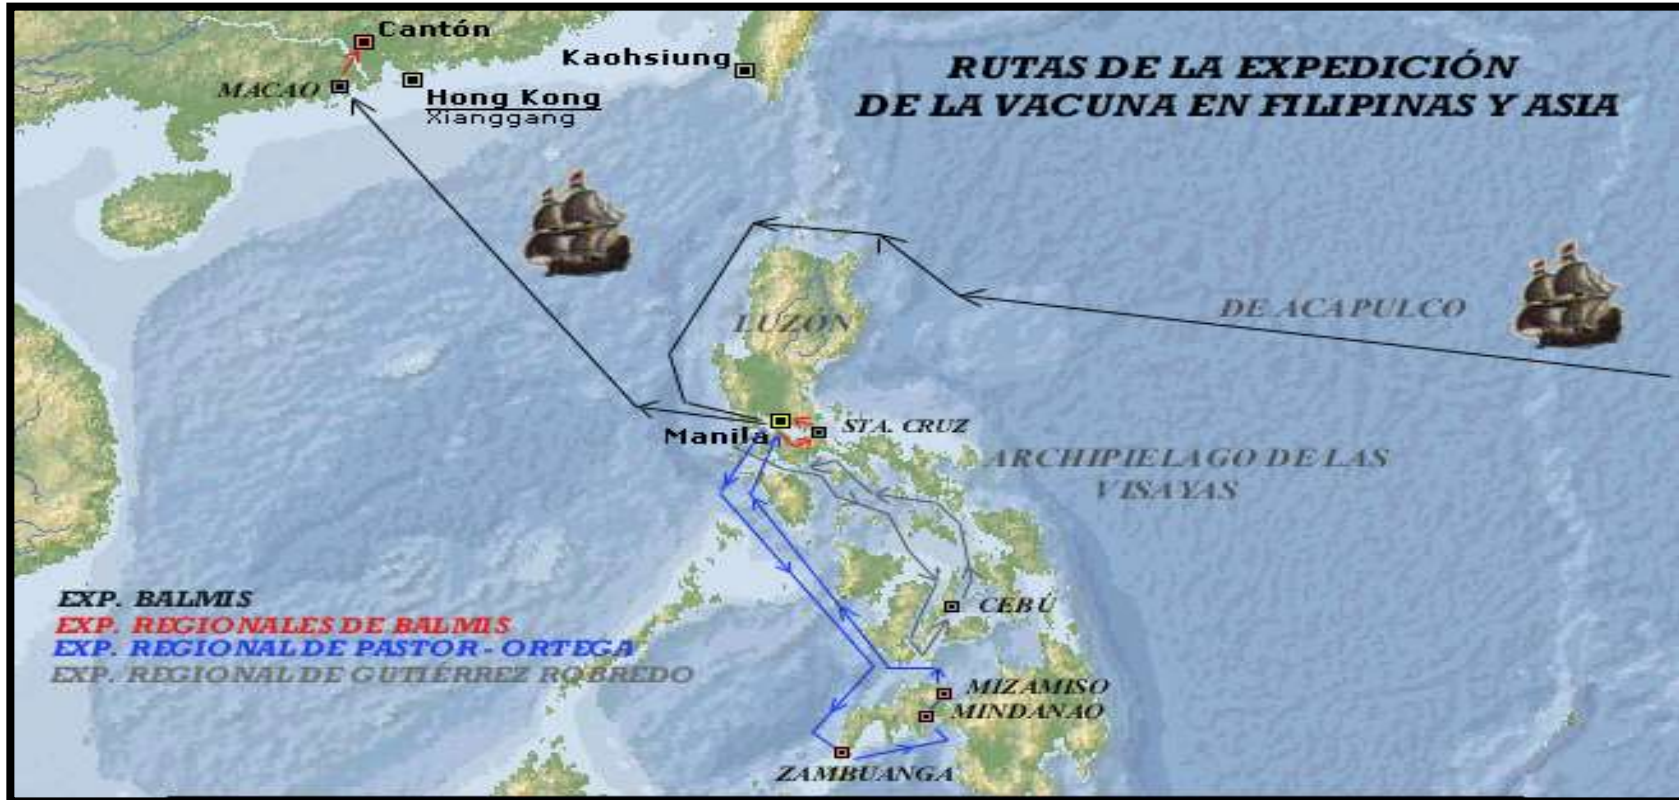 RUTAS DE LA EXPEDICIÓN
DE LA VACUNA EN FILIPINAS Y ASIA
Cantón
Kaohsiung
MACAO
Hong Kong
Xianggang
DE ACAPULCO
LUZÓN
Manila
STA. CRUZ
ARCHIPIELAGO DE LAS
VISAYAS
CEBÚ
MIZAMISO
MINDANAO
ZAMBUANGA
EXP. BALMIS
EXP. REGIONALES DE BALMIS
EXP. REGIONAL DE PASTOR - ORTEGA
EXP. REGIONAL DE GUTIÉRREZ ROBREDO